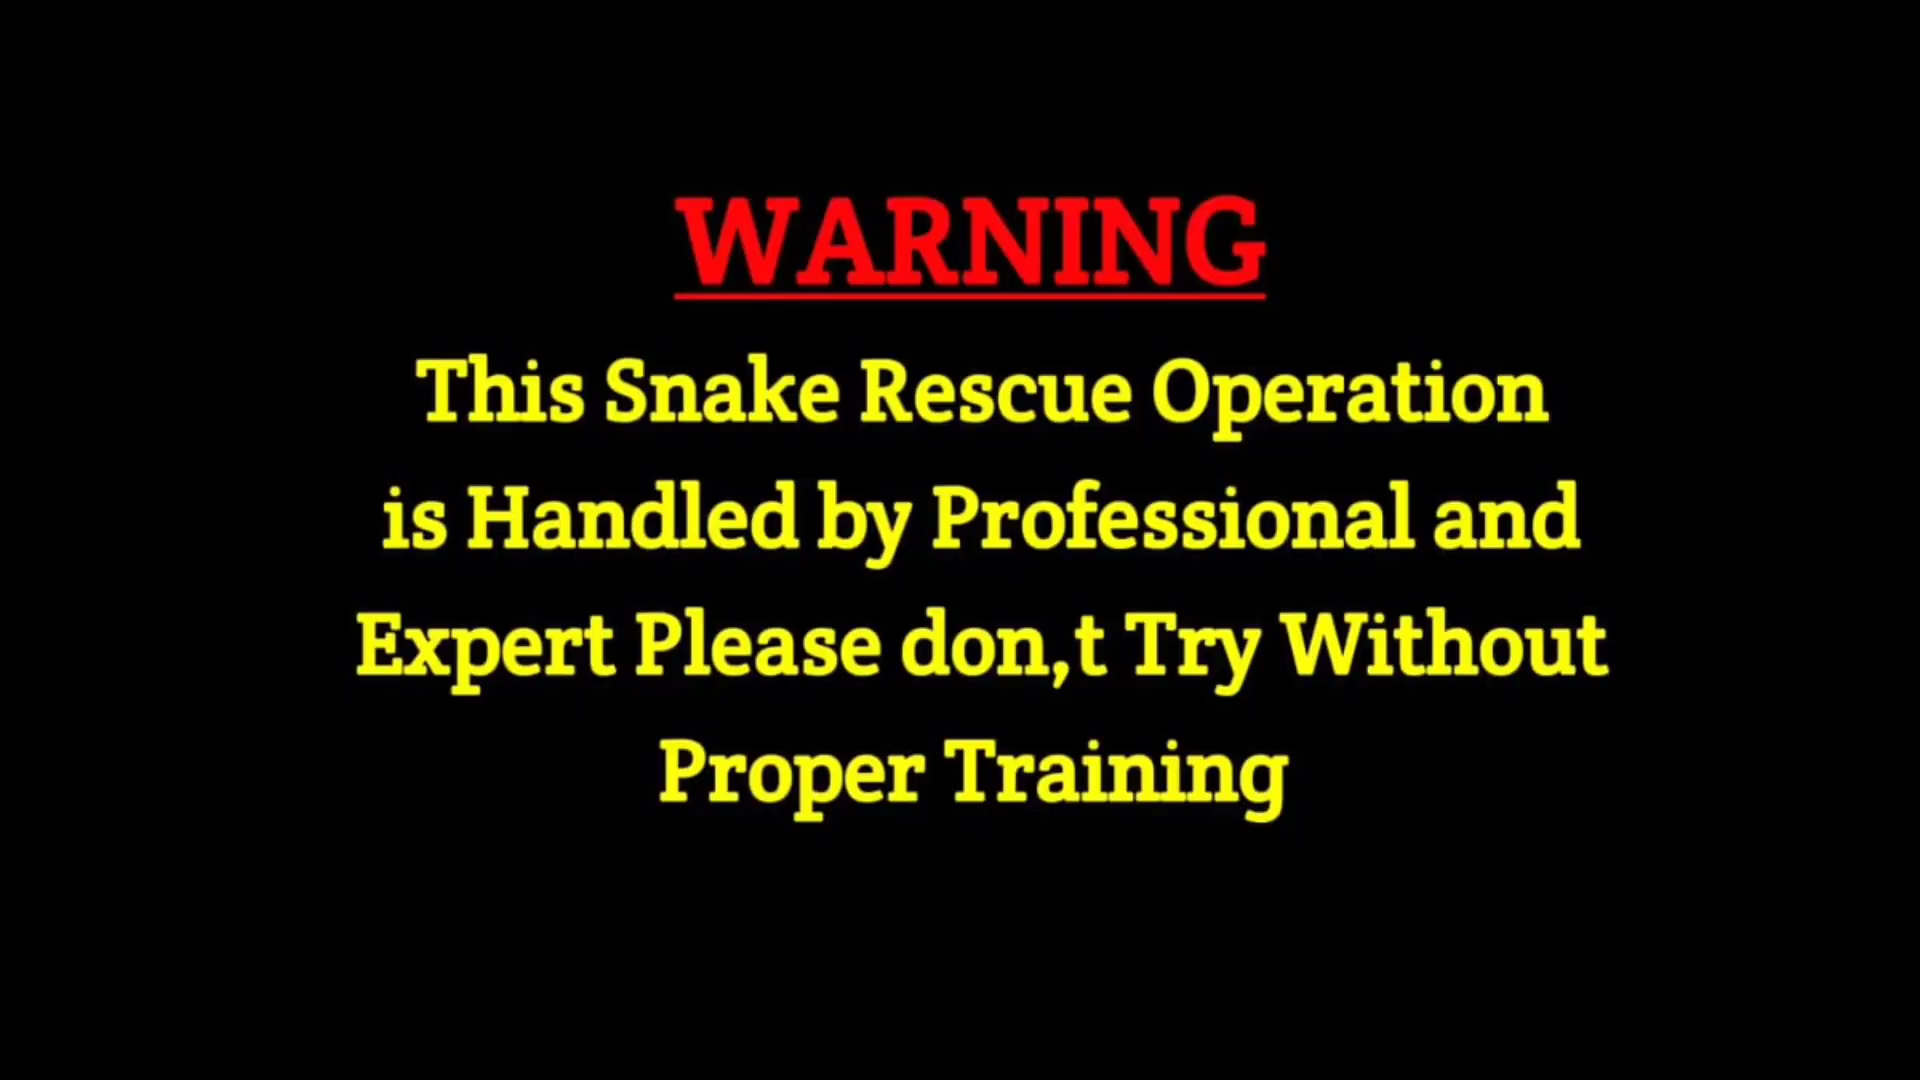 WARNING
This Snake Rescue Operation
is Handled by Professional and
Expert Please don,t Try Without
Proper Training